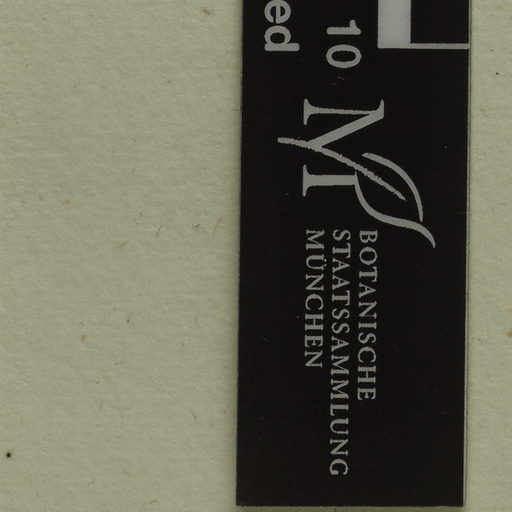 10
ed
M
BOTANISCHE
STAATSSAMMLUNG
MÜNCHEN